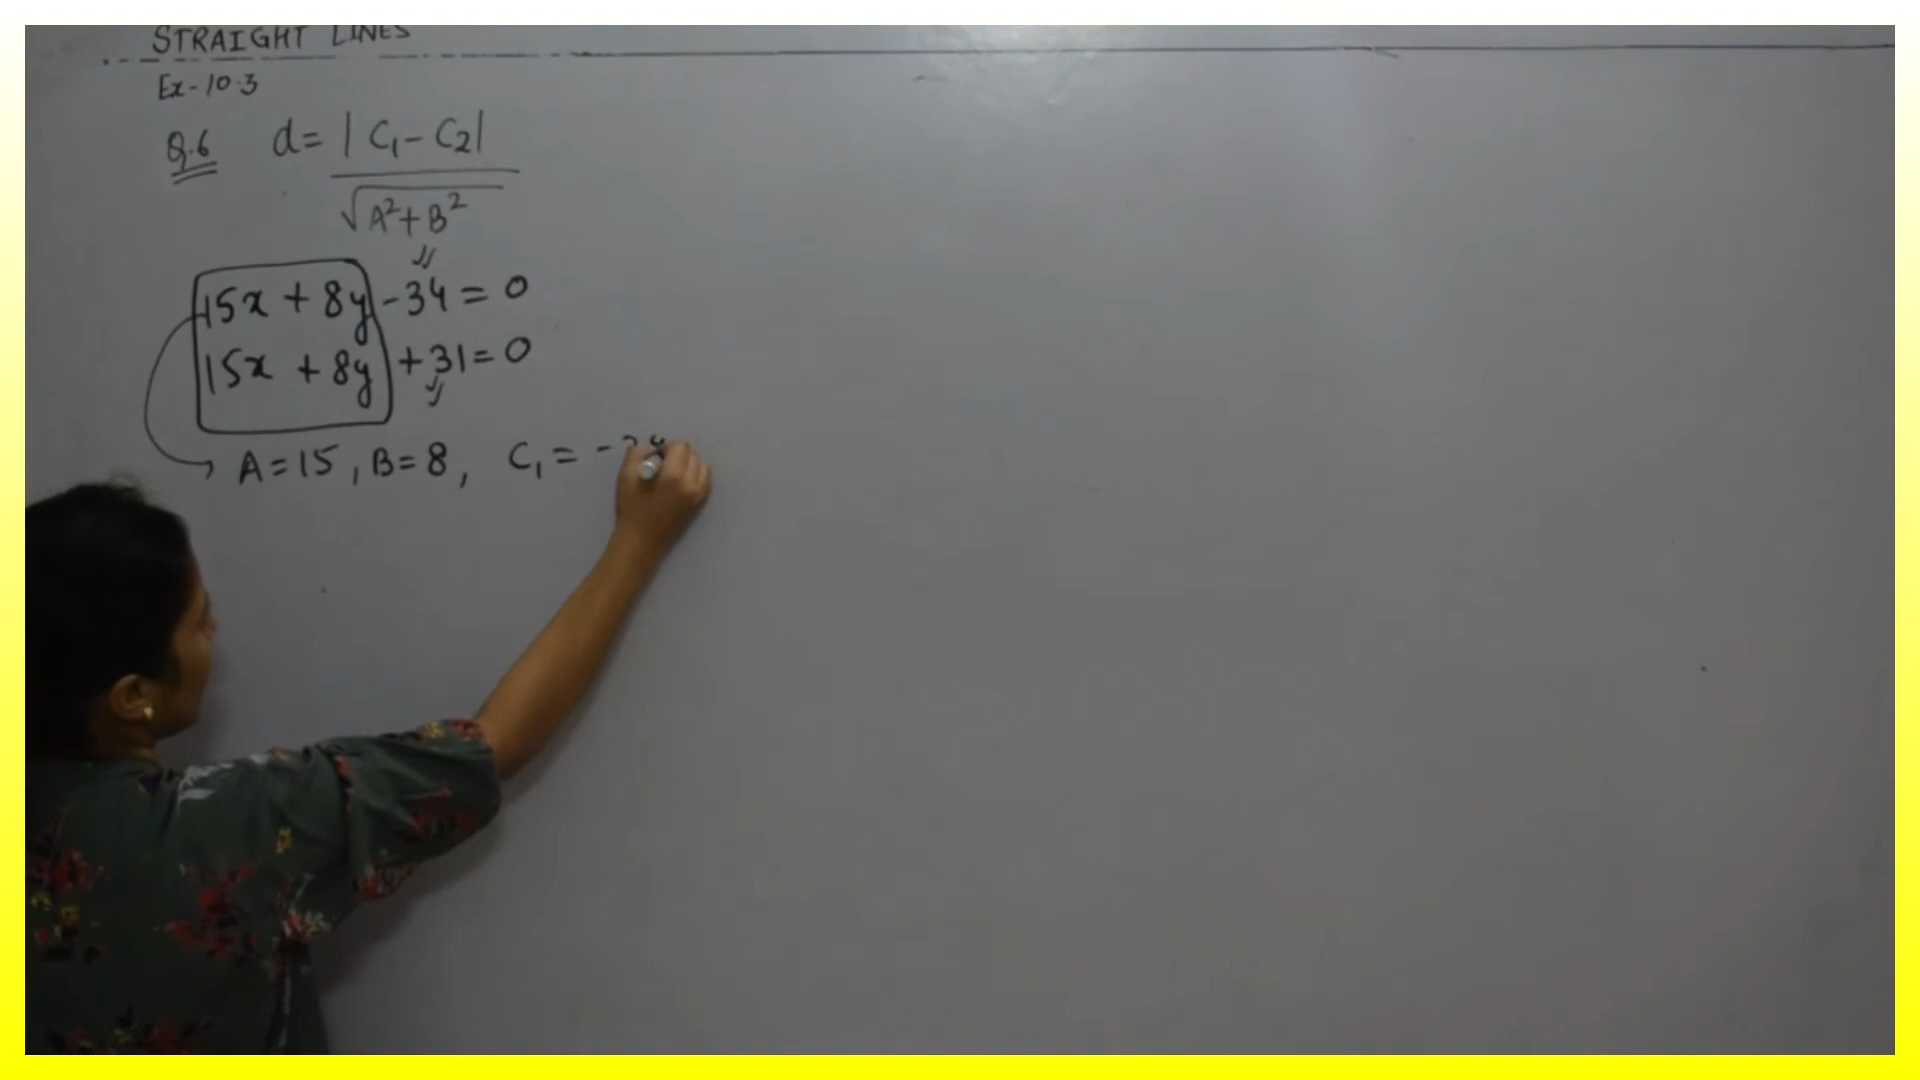 STRAIGHT LINES
Ex-10.3
Q.6 d = |C₁ - C₂|
√A²+B²
15x + 8y - 34 = 0
15x + 8y + 31 = 0
A = 15, B = 8, C₁ = -34